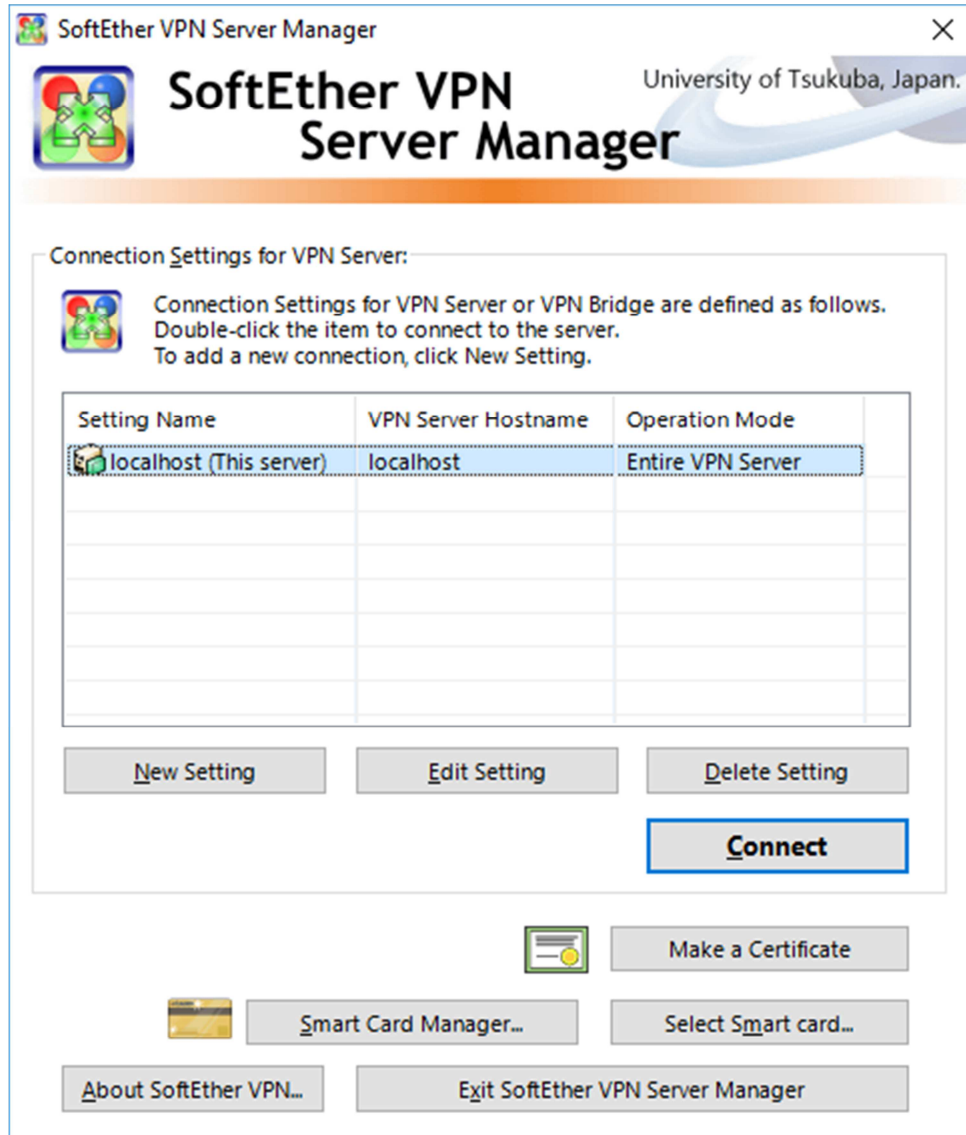 SoftEther VPN Server Manager
SoftEther VPN
Server Manager
University of Tsukuba, Japan.
Connection Settings for VPN Server:
Connection Settings for VPN Server or VPN Bridge are defined as follows.
Double-click the item to connect to the server.
To add a new connection, click New Setting.
Setting Name VPN Server Hostname Operation Mode
localhost (This server) localhost Entire VPN Server
New Setting Edit Setting Delete Setting
Connect
Make a Certificate
Smart Card Manager... Select Smart card...
About SoftEther VPN... Exit SoftEther VPN Server Manager